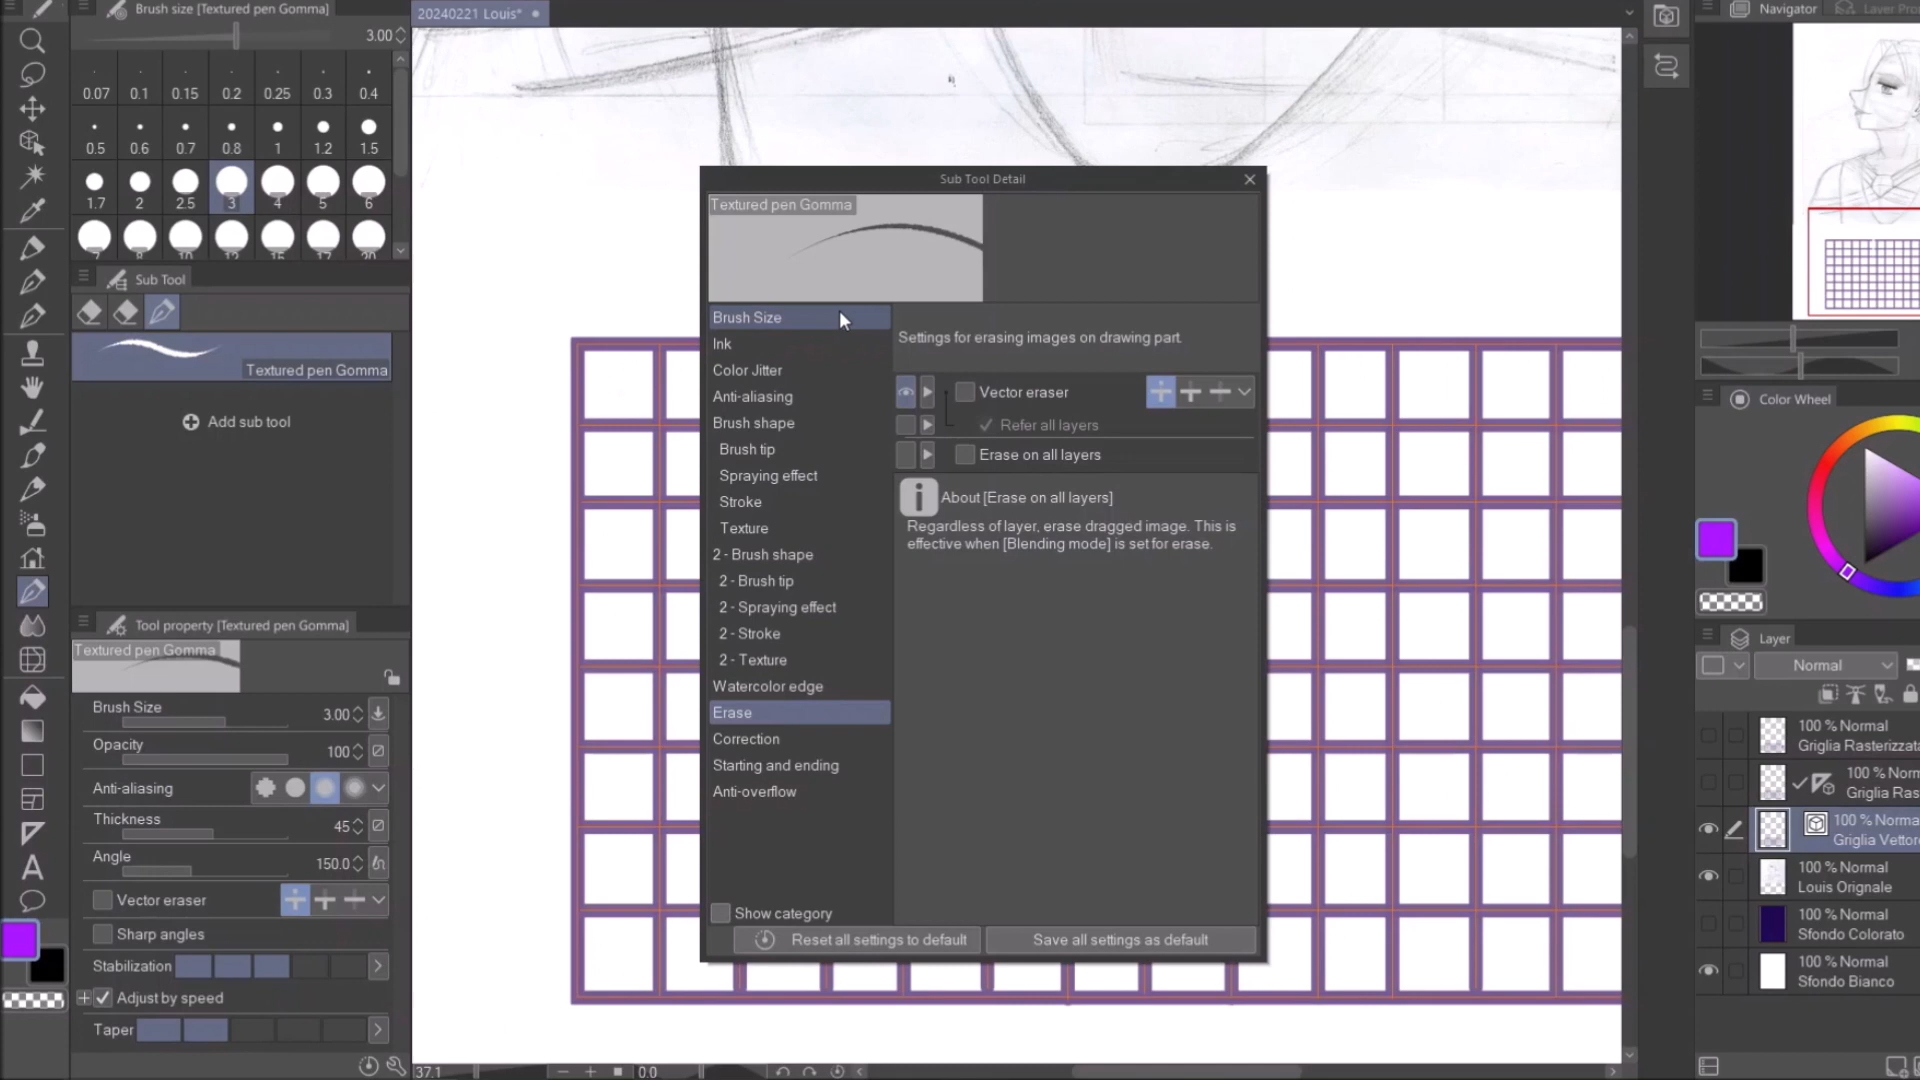 Brush size [Textured pen Gomma]
3.00
0.07 0.1 0.15 0.2 0.25 0.3 0.4
0.5 0.6 0.7 0.8 1 1.2 1.5
1.7 2 2.5 3 4 5 6
Sub Tool
Textured pen Gomma
Add sub tool
Tool property [Textured pen Gomma]
Textured pen Gomma
Brush Size 3.00
Opacity 100
Anti-aliasing
Thickness 45
Angle 150.0
Vector eraser
Sharp angles
Stabilization
Adjust by speed
Taper
20240221 Louis*
37.1 0.0
Sub Tool Detail
Textured pen Gomma
Brush Size
Ink
Color Jitter
Anti-aliasing
Brush shape
Brush tip
Spraying effect
Stroke
Texture
2 - Brush shape
2 - Brush tip
2 - Spraying effect
2 - Stroke
2 - Texture
Watercolor edge
Erase
Correction
Starting and ending
Anti-overflow
Show category
Settings for erasing images on drawing part.
Vector eraser
Refer all layers
Erase on all layers
About [Erase on all layers]
Regardless of layer, erase dragged image. This is
effective when [Blending mode] is set for erase.
Reset all settings to default
Save all settings as default
Navigator
Layer Pro
Color Wheel
Layer
Normal
100 % Normal
Griglia Rasterizzata
100 % Norm
Griglia Ras
100 % Norma
Griglia Vettor
100 % Normal
Louis Orignale
100 % Normal
Sfondo Colorato
100 % Normal
Sfondo Bianco